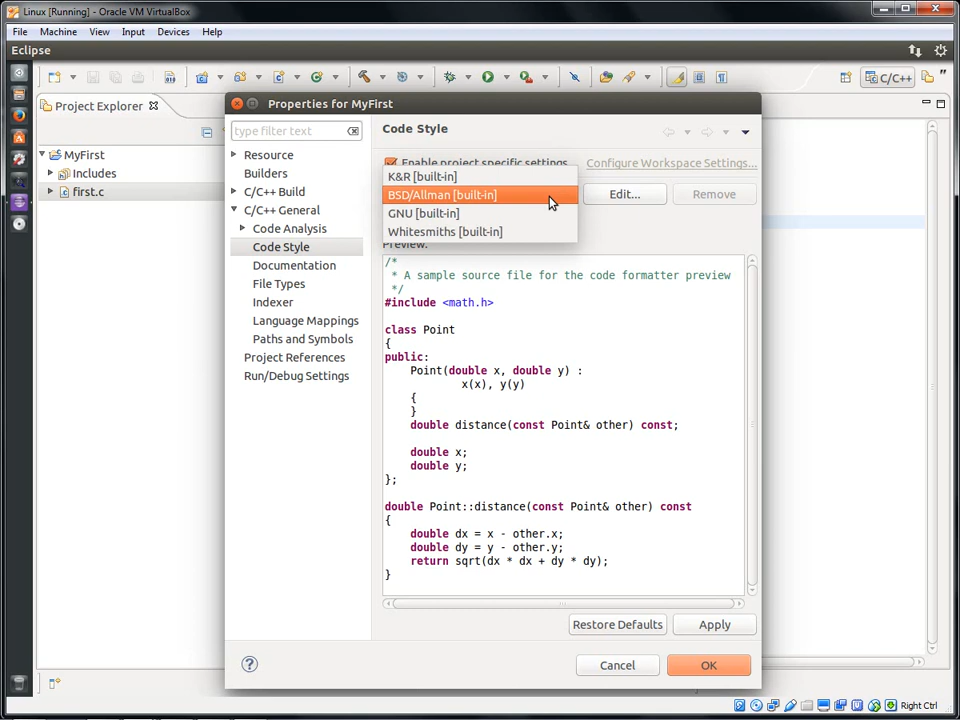 Linux [Running] - Oracle VM VirtualBox
File Machine View Input Devices Help
Eclipse
C/C++
Project Explorer
MyFirst
Includes
first.c
Properties for MyFirst
type filter text
Resource
Builders
C/C++ Build
C/C++ General
Code Analysis
Code Style
Documentation
File Types
Indexer
Language Mappings
Paths and Symbols
Project References
Run/Debug Settings
Code Style
Enable project specific settings
Configure Workspace Settings...
K&R [built-in]
BSD/Allman [built-in]
GNU [built-in]
Whitesmiths [built-in]
Edit...
Remove
Preview:
/*
* A sample source file for the code formatter preview
*/
#include <math.h>
class Point
{
public:
Point(double x, double y) :
x(x), y(y)
{
}
double distance(const Point& other) const;
double x;
double y;
};
double Point::distance(const Point& other) const
{
double dx = x - other.x;
double dy = y - other.y;
return sqrt(dx * dx + dy * dy);
}
Restore Defaults
Apply
Cancel
OK
Right Ctrl